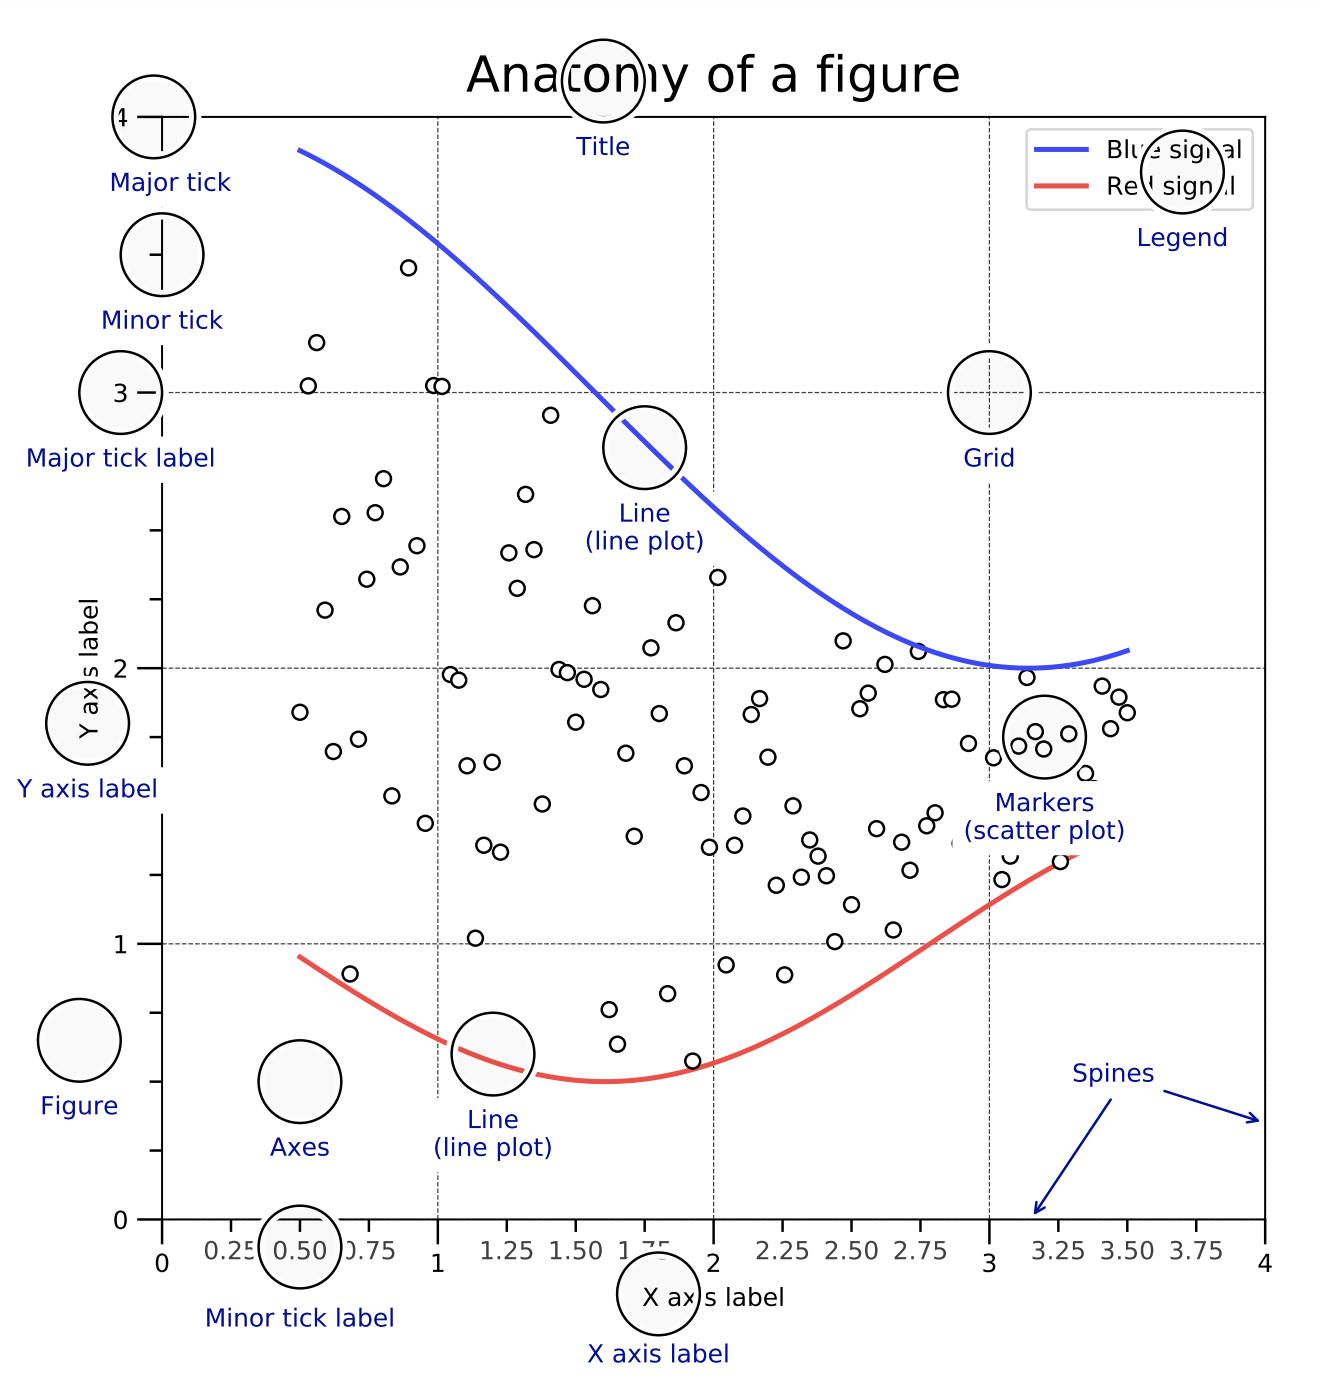 Anatomy of a figure
Title
4
Major tick
Blue signal
Red signal
Legend
Minor tick
3
Major tick label
Grid
Line
(line plot)
Y axis label
2
Y axis label
Markers
(scatter plot)
1
Figure
Axes
Line
(line plot)
Spines
0
0 0.25 0.50 0.75 1 1.25 1.50 1.75 2 2.25 2.50 2.75 3 3.25 3.50 3.75 4
Minor tick label
X axis label
X axis label